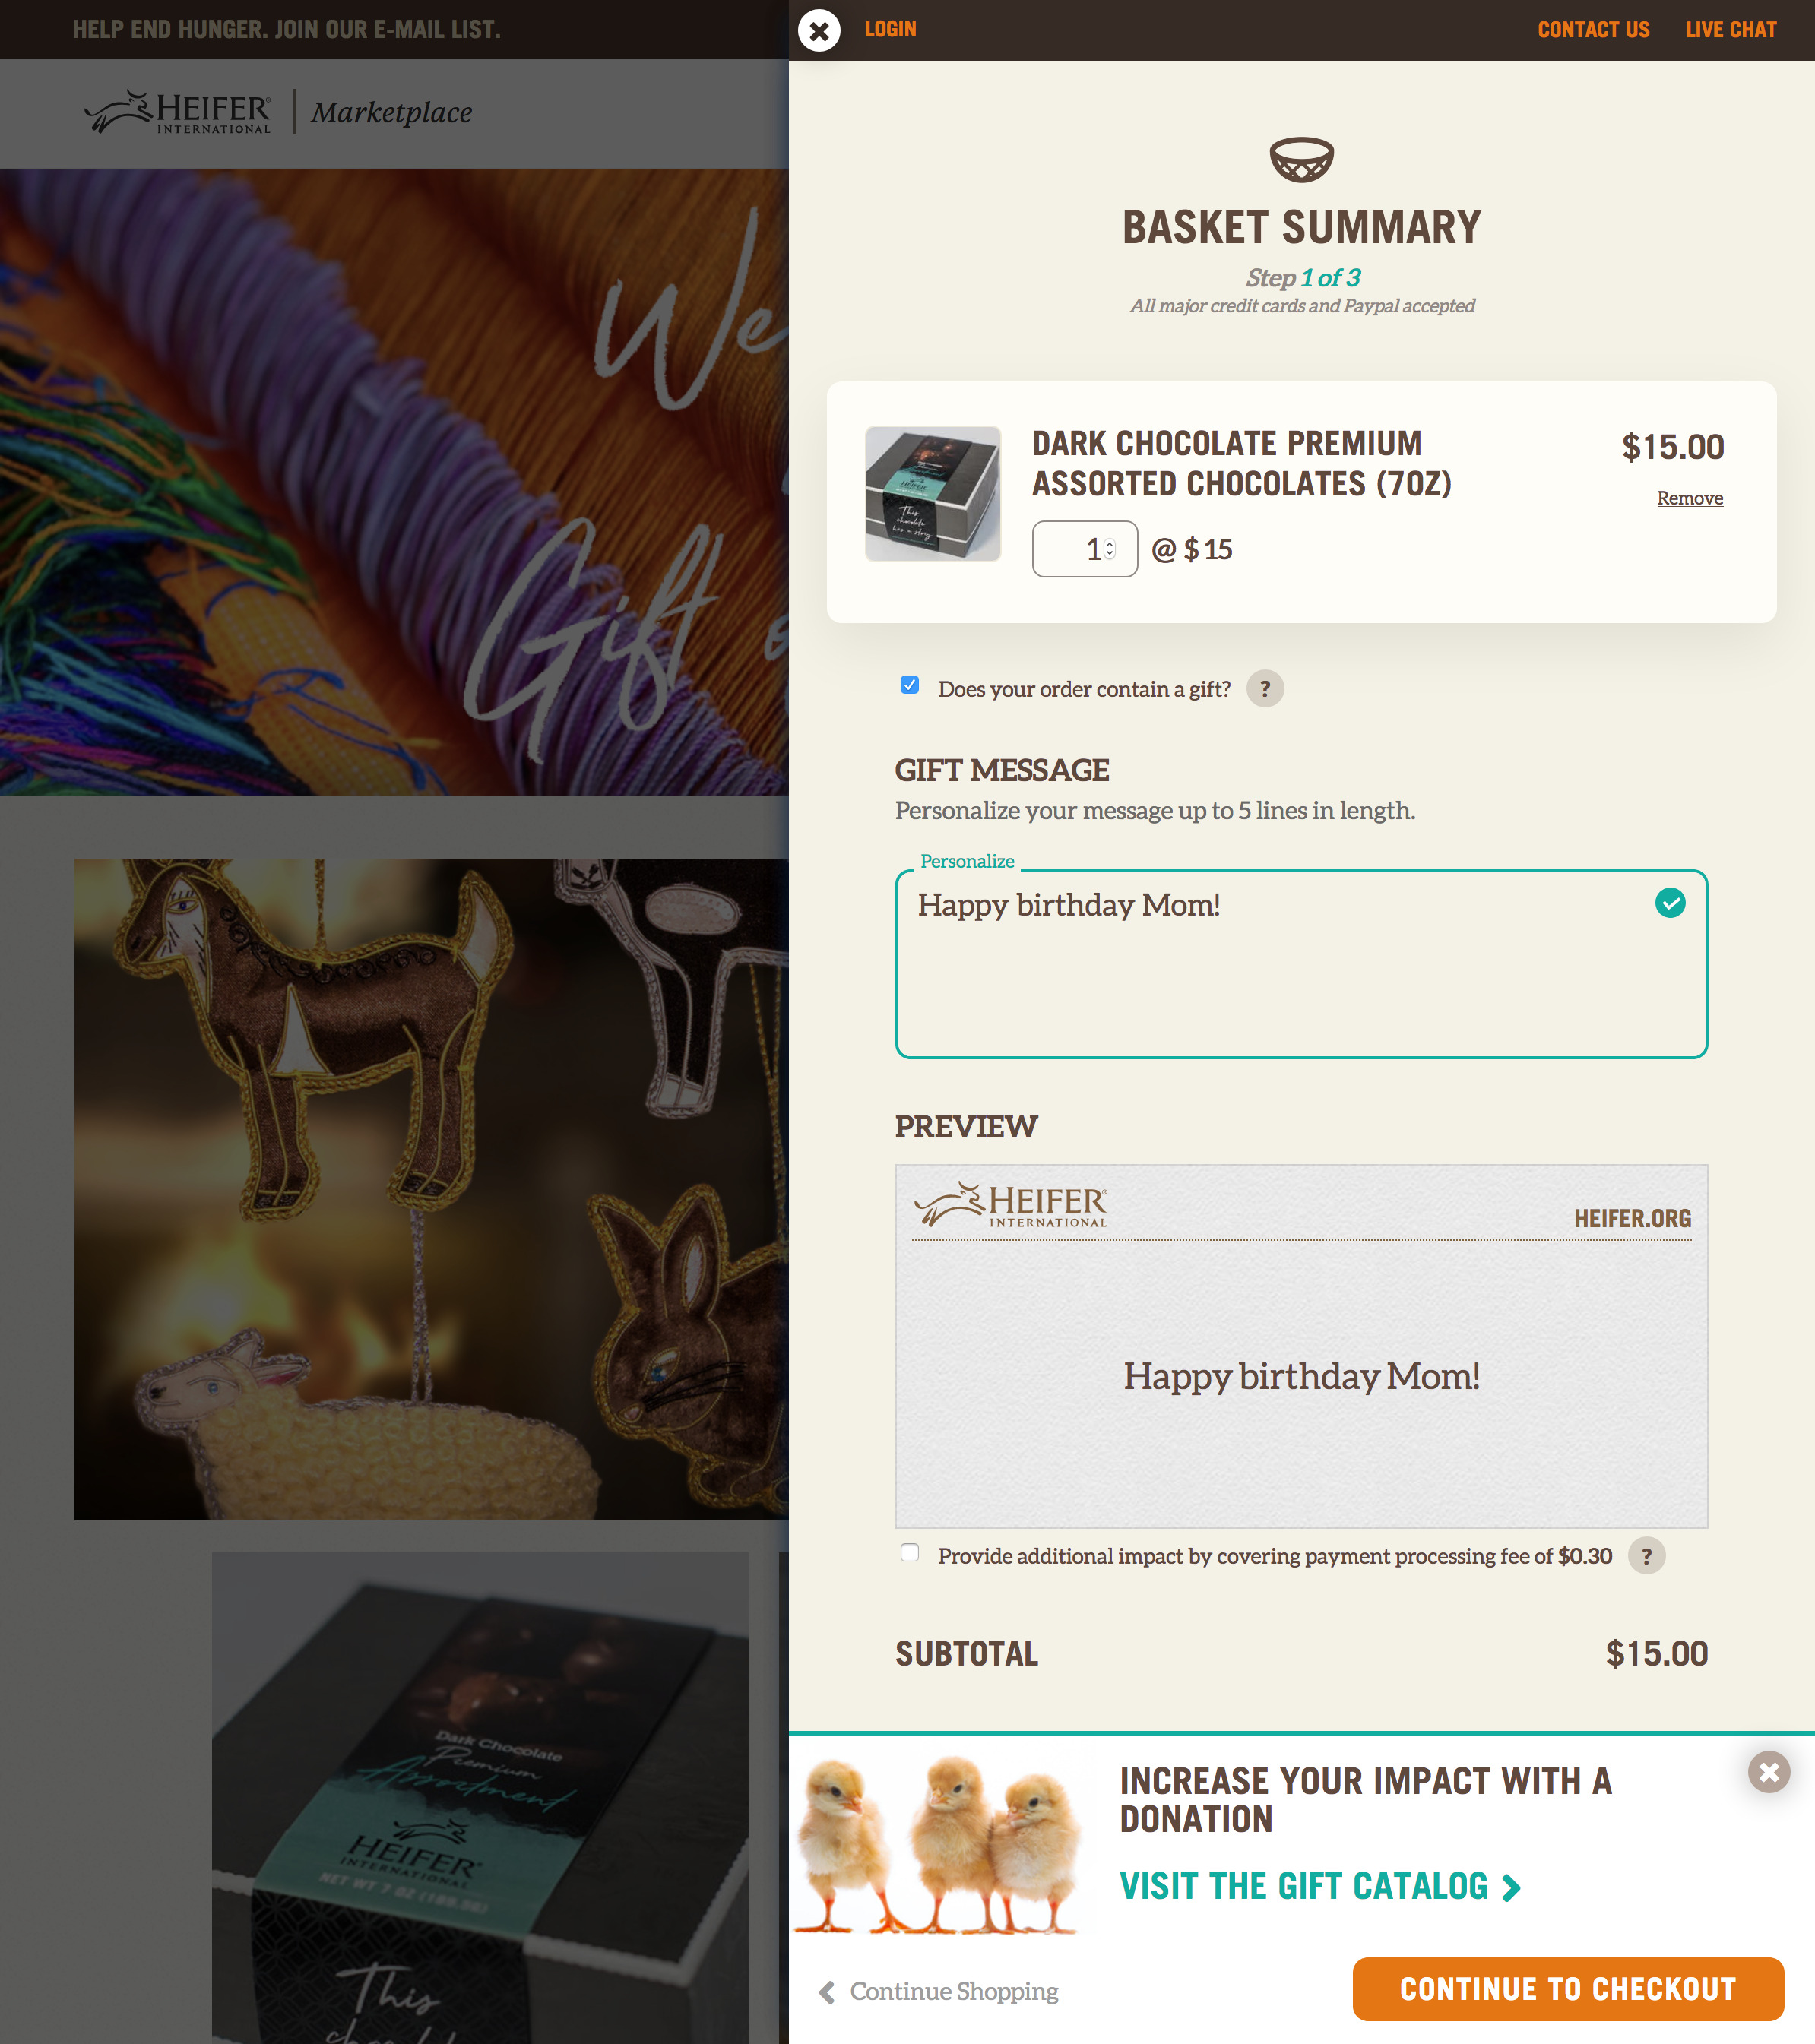 HELP END HUNGER. JOIN OUR E-MAIL LIST.
LOGIN
CONTACT US
LIVE CHAT
HEIFER
INTERNATIONAL
Marketplace
We
Gift
BASKET SUMMARY
Step 1 of 3
All major credit cards and Paypal accepted
DARK CHOCOLATE PREMIUM
ASSORTED CHOCOLATES (7OZ)
$15.00
Remove
HEIFER
This
chocolate
has a story
1 @ $ 15
Does your order contain a gift? ?
GIFT MESSAGE
Personalize your message up to 5 lines in length.
Personalize
Happy birthday Mom!
PREVIEW
HEIFER®
INTERNATIONAL
HEIFER.ORG
Happy birthday Mom!
Provide additional impact by covering payment processing fee of $0.30 ?
SUBTOTAL
$15.00
Dark Chocolate
Premium
Assortment
HEIFER
INTERNATIONAL
NET WT 7 OZ
This
chocolate
INCREASE YOUR IMPACT WITH A
DONATION
VISIT THE GIFT CATALOG
Continue Shopping
CONTINUE TO CHECKOUT